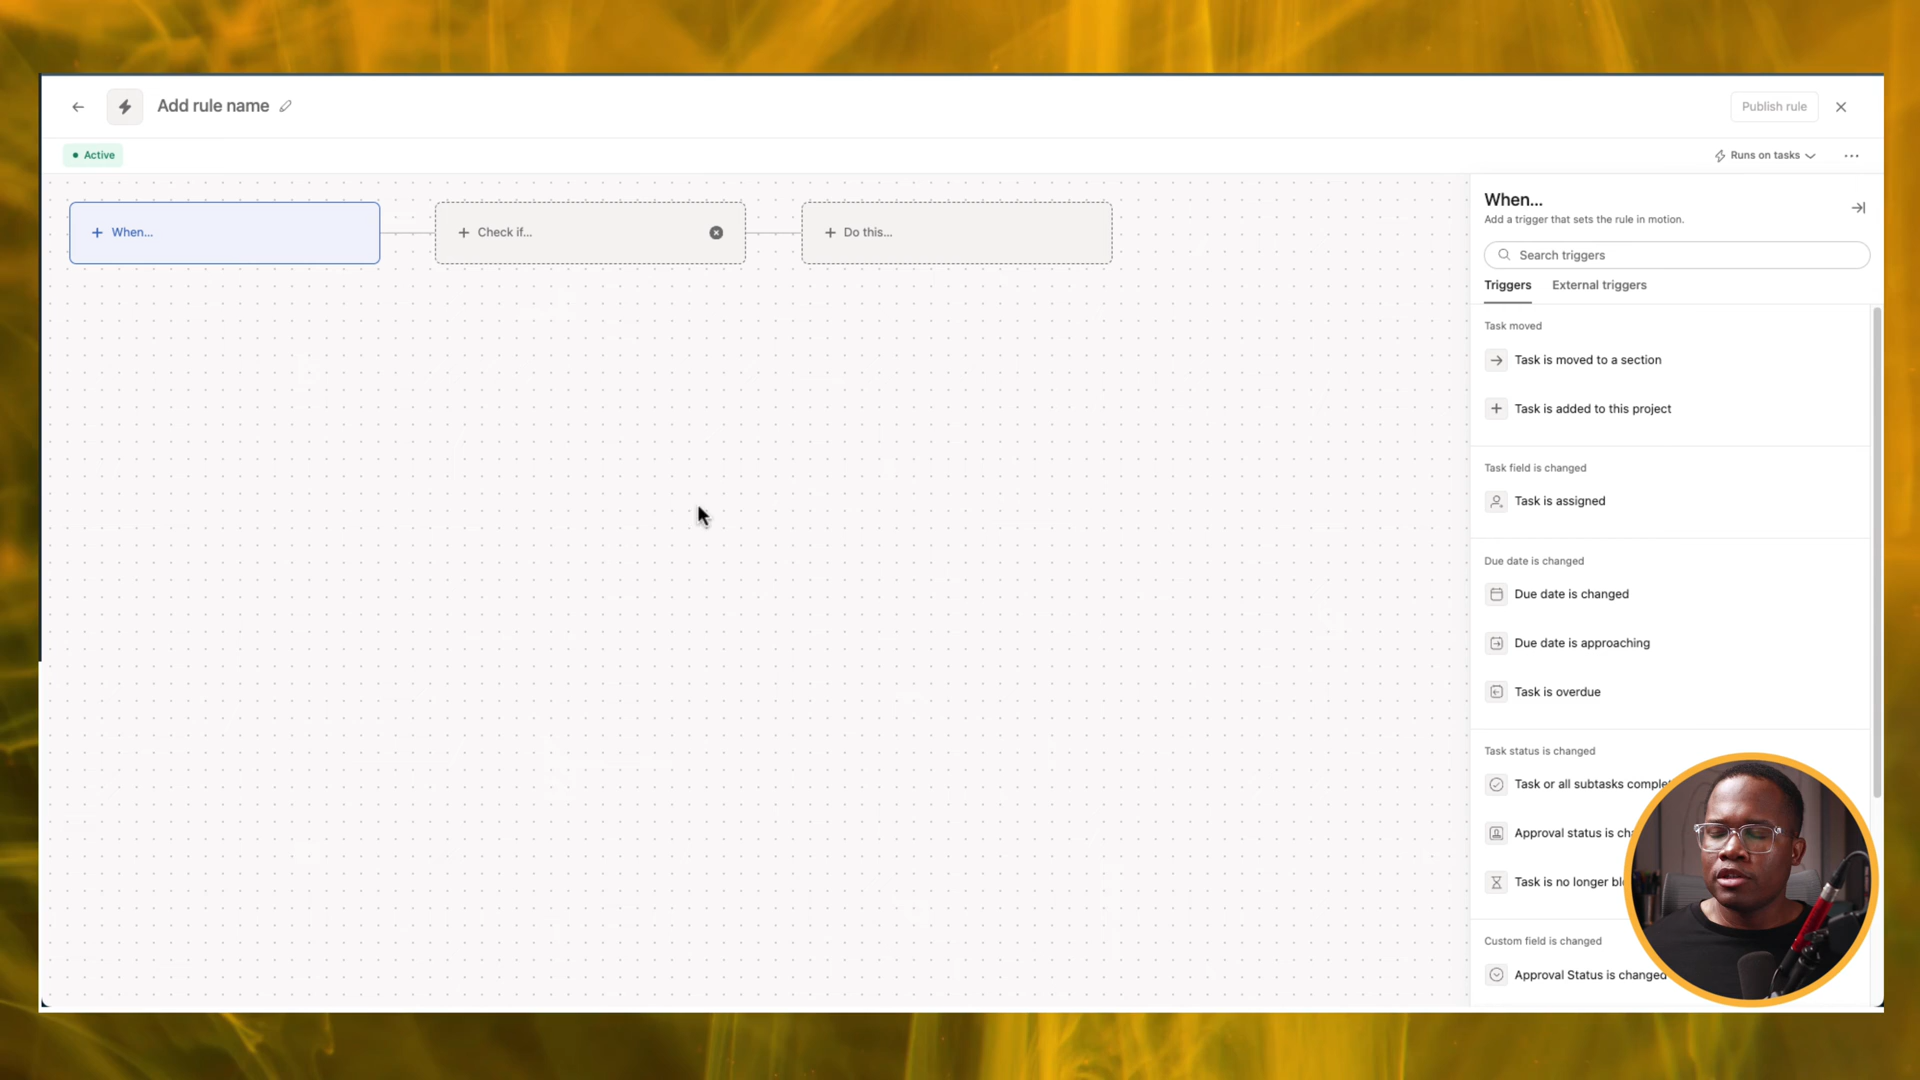 Add rule name
Publish rule
Active
Runs on tasks
When...
Check if...
Do this...
When...
Add a trigger that sets the rule in motion.
Search triggers
Triggers
External triggers
Task moved
Task is moved to a section
Task is added to this project
Task field is changed
Task is assigned
Due date is changed
Due date is changed
Due date is approaching
Task is overdue
Task status is changed
Task or all subtasks
Approval status is
Task is no longer
Custom field is changed
Approval Status is changed